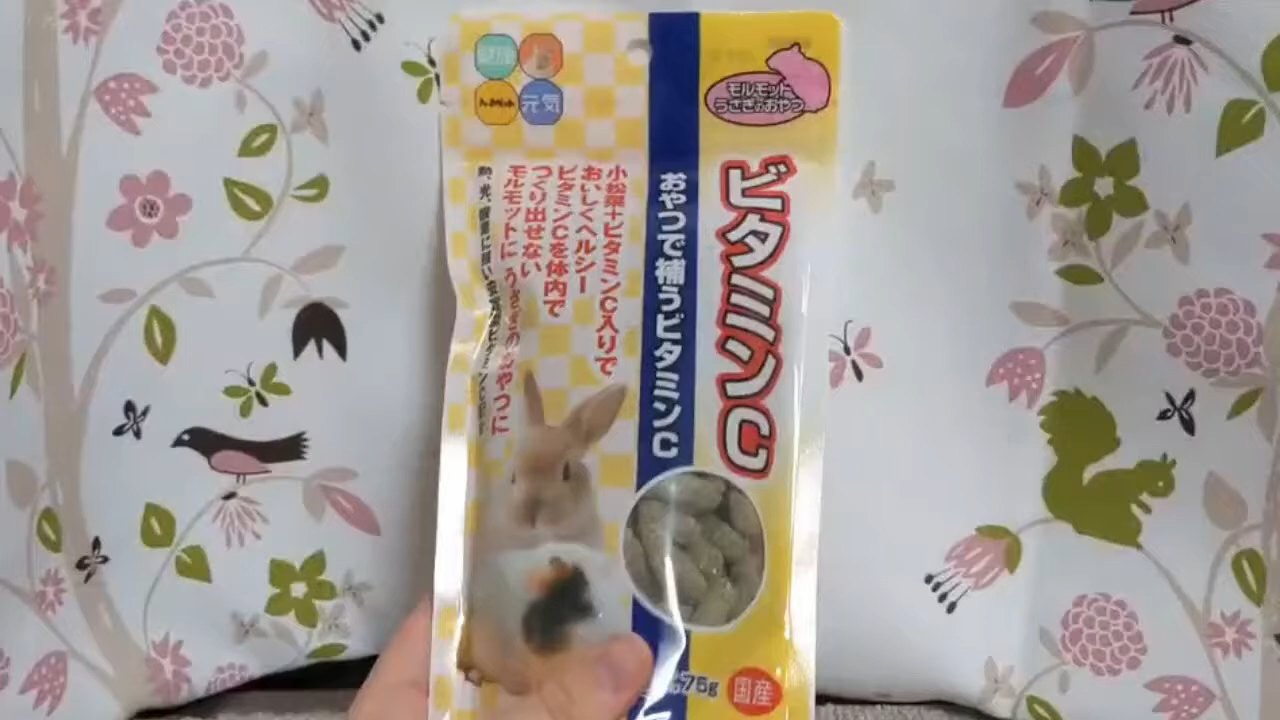 元気
モルモット
うさぎのおやつ
ビタミンC
おやつで補うビタミンC
小松菜+ビタミンC入りで
おいしくヘルシー
ビタミンCを体内で
つくり出せない
モルモットに うさぎのおやつに
75g
国産